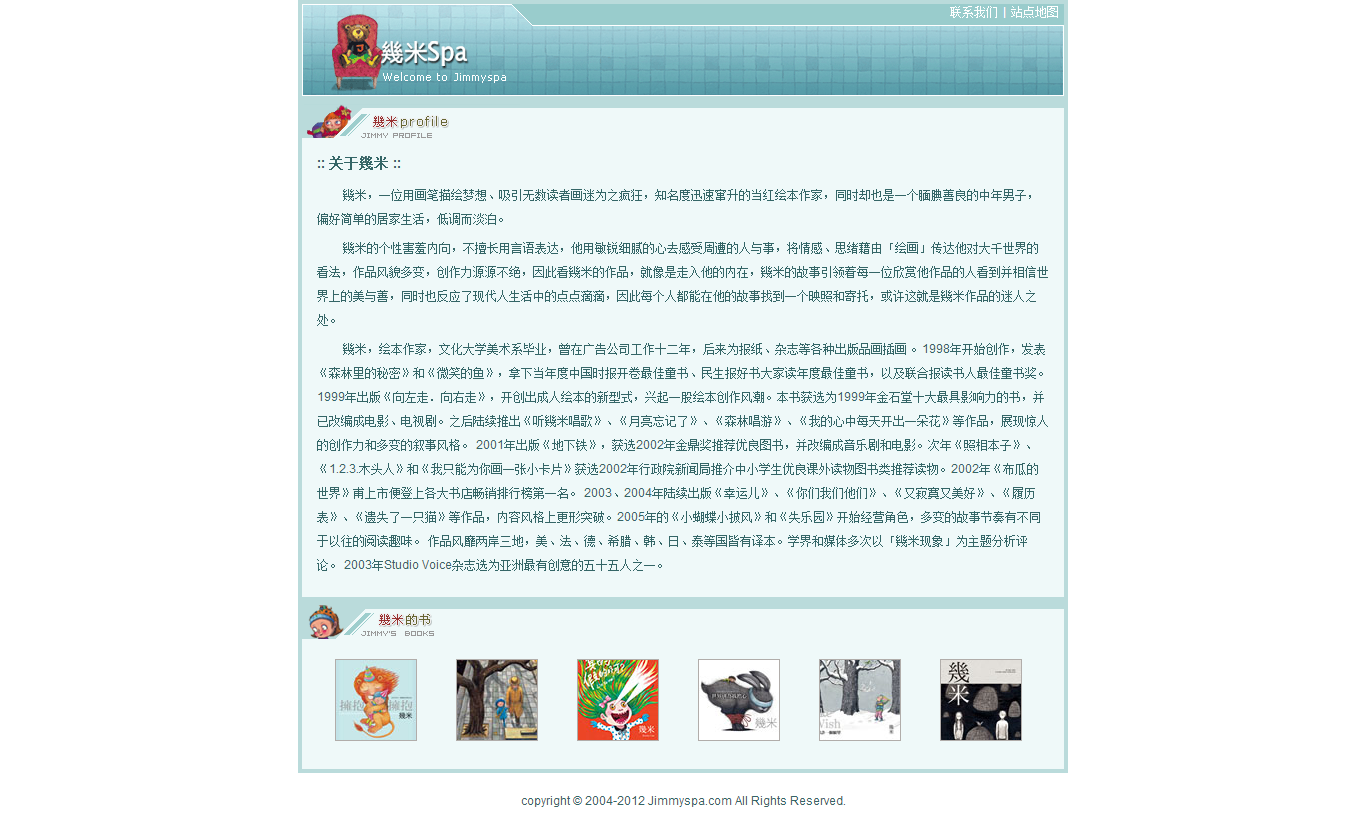 联系我们 | 站点地图
幾米Spa
Welcome to Jimmyspa
幾米profile
JIMMY PROFILE
:: 关于幾米 ::
幾米，一位用画笔描绘梦想、吸引无数读者画迷为之疯狂，知名度迅速窜升的当红绘本作家，同时却也是一个腼腆善良的中年男子，
偏好简单的居家生活，低调而淡泊。
幾米的个性害羞内向，不擅长用言语表达，他用敏锐细腻的心去感受周遭的人与事，将情感、思绪藉由「绘画」传达他对大千世界的
看法，作品风貌多变，创作力源源不绝，因此看幾米的作品，就像是走入他的内在，幾米的故事引领着每一位欣赏他作品的人看到并相信世
界上的美与善，同时也反应了现代人生活中的点点滴滴，因此每个人都能在他的故事找到一个映照和寄托，或许这就是幾米作品的迷人之
处。
幾米，绘本作家，文化大学美术系毕业，曾在广告公司工作十二年，后来为报纸、杂志等各种出版品画插画 。 1998年开始创作，发表
《森林里的秘密》和《微笑的鱼》，拿下当年度中国时报开卷最佳童书、民生报好书大家读年度最佳童书，以及联合报读书人最佳童书奖。
1999年出版《向左走．向右走》，开创出成人绘本的新型式，兴起一股绘本创作风潮。本书获选为1999年金石堂十大最具影响力的书，并
已改编成电影、电视剧。之后陆续推出《听幾米唱歌》、《月亮忘记了》、《森林唱游》、《我的心中每天开出一朵花》等作品，展现惊人
的创作力和多变的叙事风格。 2001年出版《地下铁》，获选2002年金鼎奖推荐优良图书，并改编成音乐剧和电影。次年《照相本子》、
《1.2.3.木头人》和《我只能为你画一张小卡片》获选2002年行政院新闻局推介中小学生优良课外读物图书类推荐读物。2002年《布瓜的
世界》甫上市便登上各大书店畅销排行榜第一名。 2003、2004年陆续出版《幸运儿》、《你们我们他们》、《又寂寞又美好》、《履历
表》、《遗失了一只猫》等作品，内容风格上更形突破。2005年的《小蝴蝶小披风》和《失乐园》开始经营角色，多变的故事节奏有不同
于以往的阅读趣味。 作品风靡两岸三地，美、法、德、希腊、韩、日、泰等国皆有译本。学界和媒体多次以「幾米现象」为主题分析评
论。 2003年Studio Voice杂志选为亚洲最有创意的五十五人之一。
幾米的书
JIMMY'S BOOKS
擁抱 擁抱
幾米
幾米
幾米
幾米
copyright © 2004-2012 Jimmyspa.com All Rights Reserved.